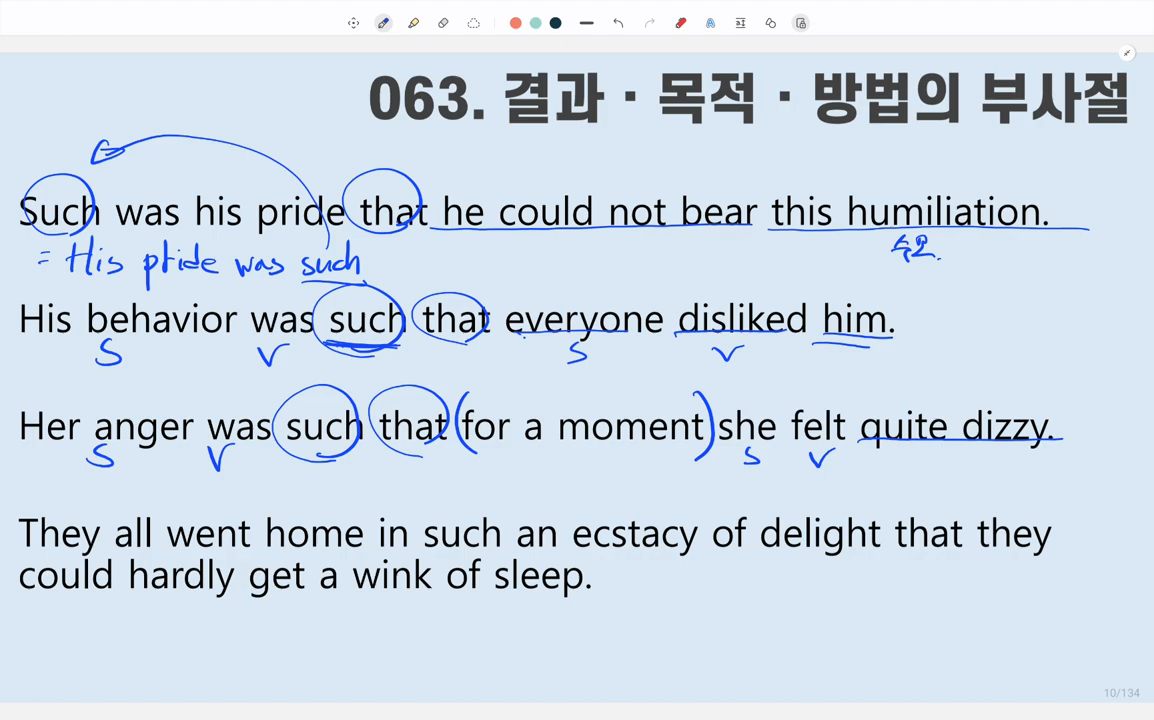 063. 결과 · 목적 · 방법의 부사절
Such was his pride that he could not bear this humiliation.
수모.
= His pride was such
His behavior was such that everyone disliked him.
S V S V
Her anger was such that (for a moment) she felt quite dizzy.
S V S V
They all went home in such an ecstacy of delight that they
could hardly get a wink of sleep.
10/134